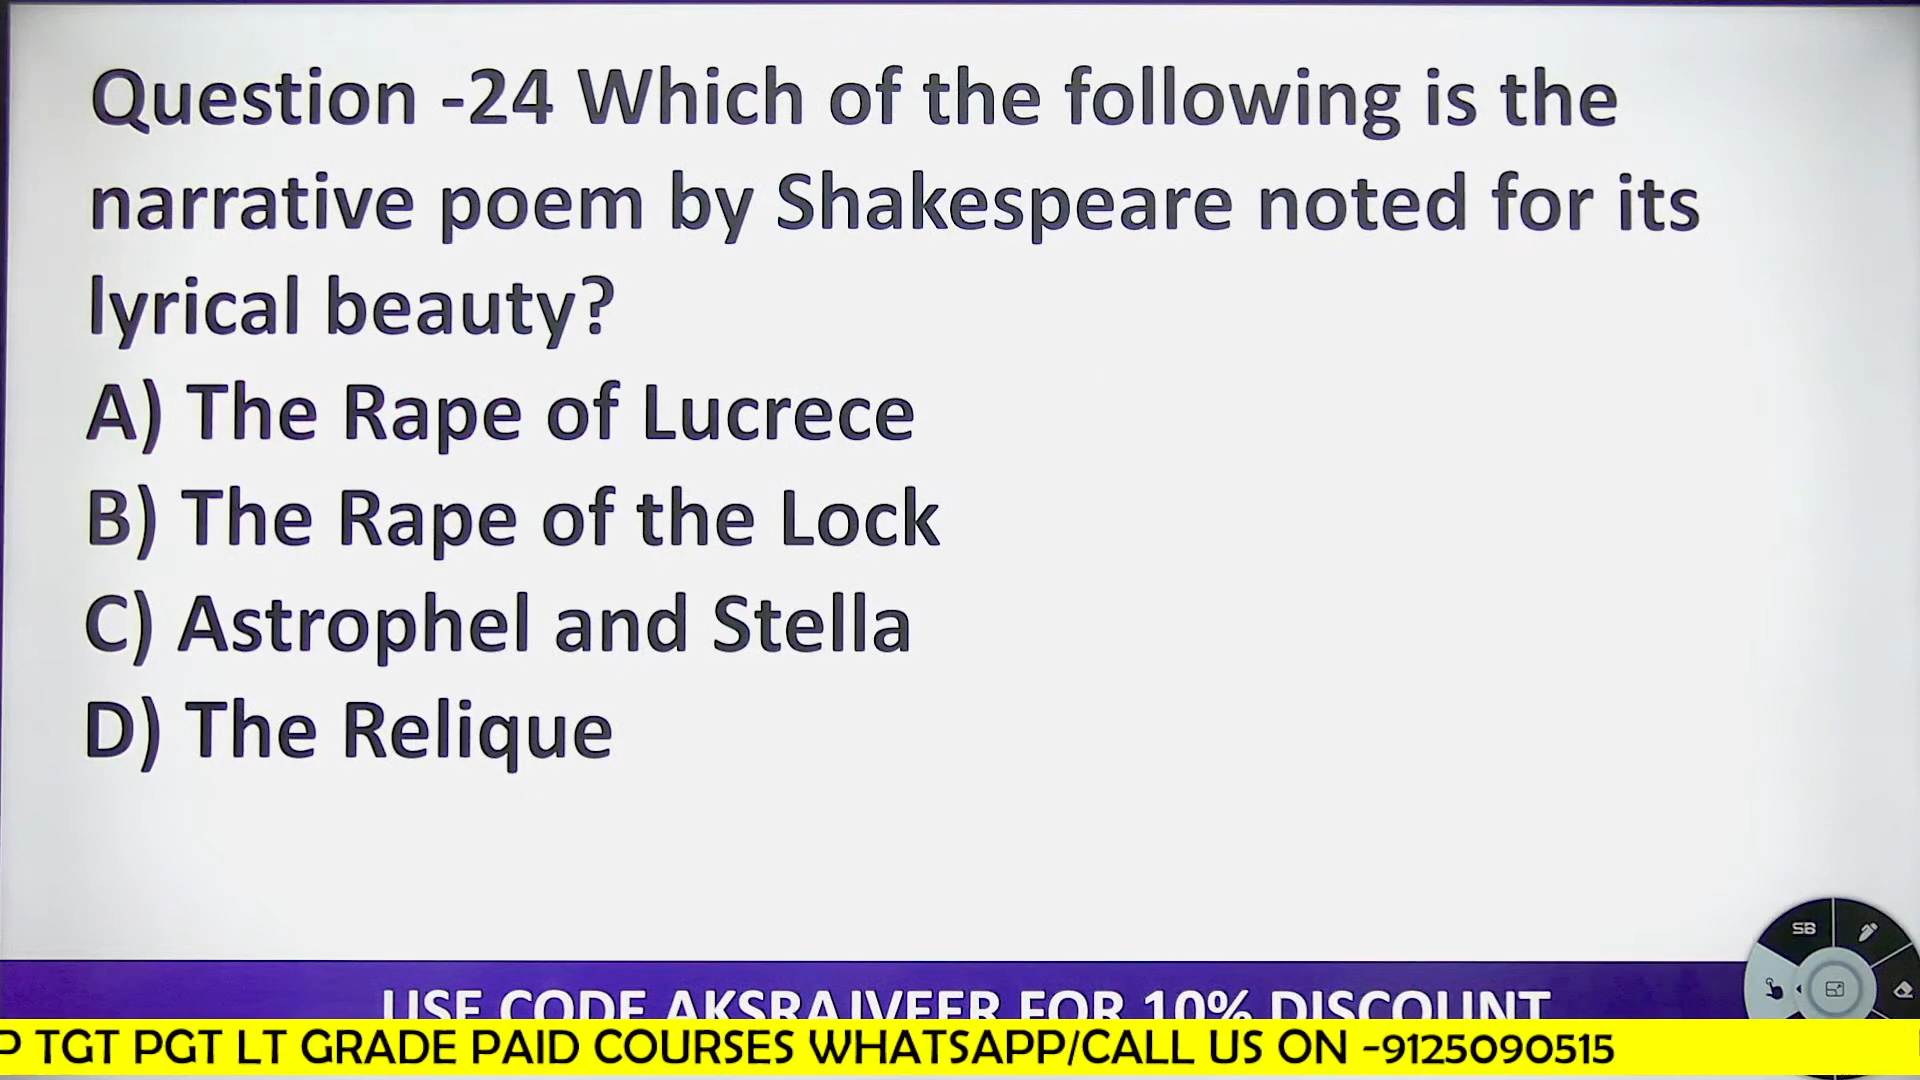 Question -24 Which of the following is the
narrative poem by Shakespeare noted for its
lyrical beauty?
A) The Rape of Lucrece
B) The Rape of the Lock
C) Astrophel and Stella
D) The Relique
SB
USE CODE AKSRAJVEER FOR 10% DISCOUNT
P TGT PGT LT GRADE PAID COURSES WHATSAPP/CALL US ON -9125090515